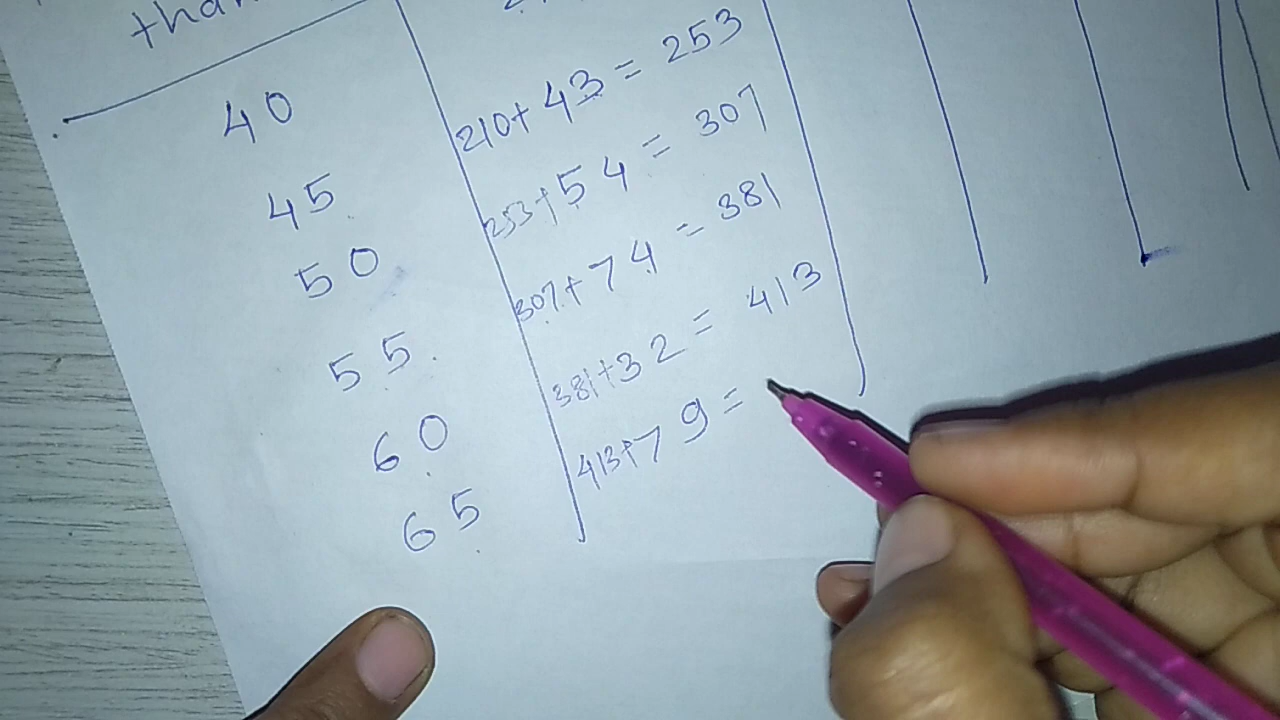 than
40 210+43 = 253
45 253+54 = 307
50 307+74 = 381
55 381+32 = 413
60 413+79 =
65